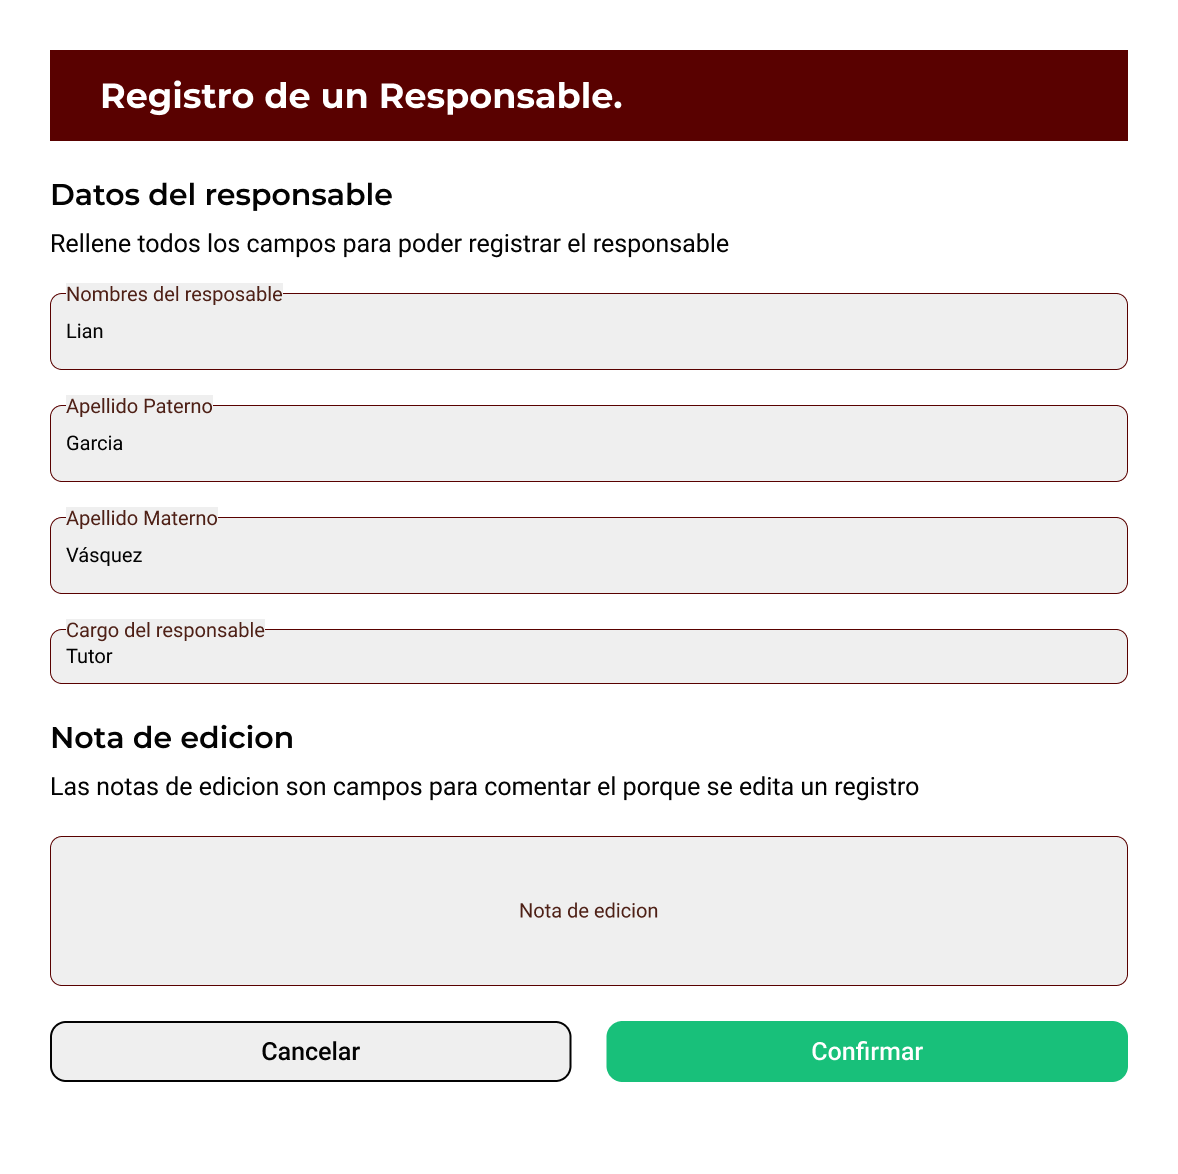 Registro de un Responsable.
Datos del responsable
Rellene todos los campos para poder registrar el responsable
Nombres del resposable
Lian
Apellido Paterno
Garcia
Apellido Materno
Vásquez
Cargo del responsable
Tutor
Nota de edicion
Las notas de edicion son campos para comentar el porque se edita un registro
Nota de edicion
Cancelar
Confirmar